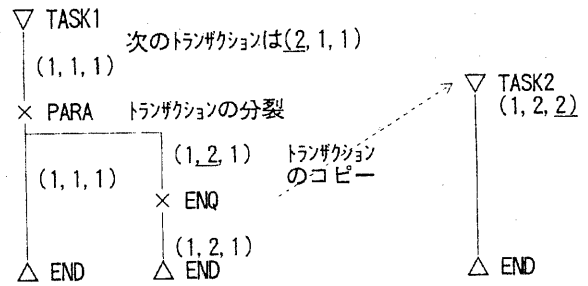 ▽ TASK1
次のトランザクションは(2, 1, 1)
(1, 1, 1)
× PARA トランザクションの分裂
(1, 1, 1)
(1, 2, 1)
× ENQ
(1, 2, 1)
△ END
△ END
トランザクション
のコピー
▽ TASK2
(1, 2, 2)
△ END